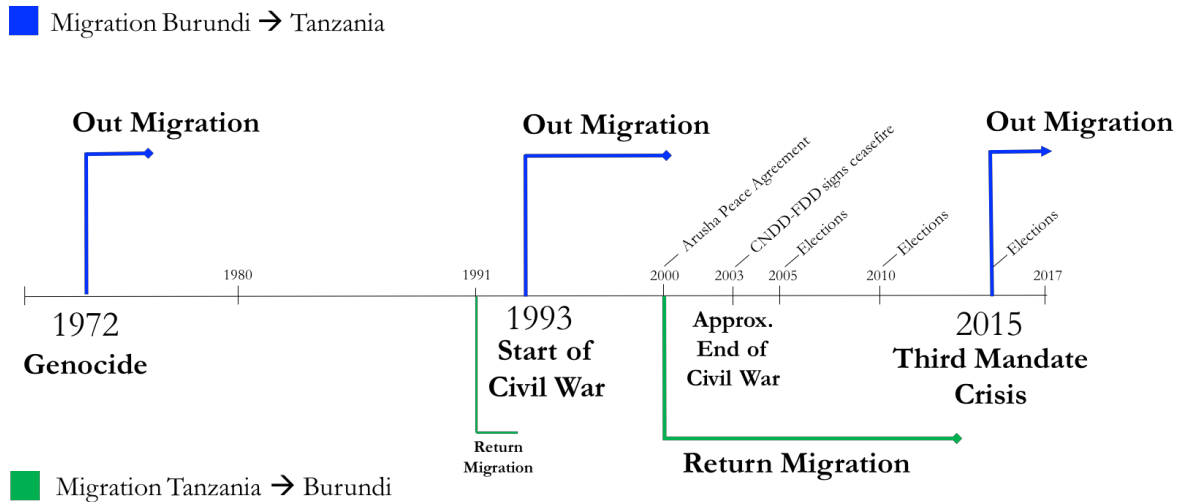 Migration Burundi → Tanzania
Out Migration
Out Migration
Out Migration
Arusha Peace Agreement
CNDD-FDD signs ceasefire
Elections
Elections
Elections
1980
1991
2000
2003
2005
2010
2017
1972
Genocide
1993
Start of
Civil War
Approx.
End of
Civil War
2015
Third Mandate
Crisis
Return
Migration
Return Migration
Migration Tanzania → Burundi